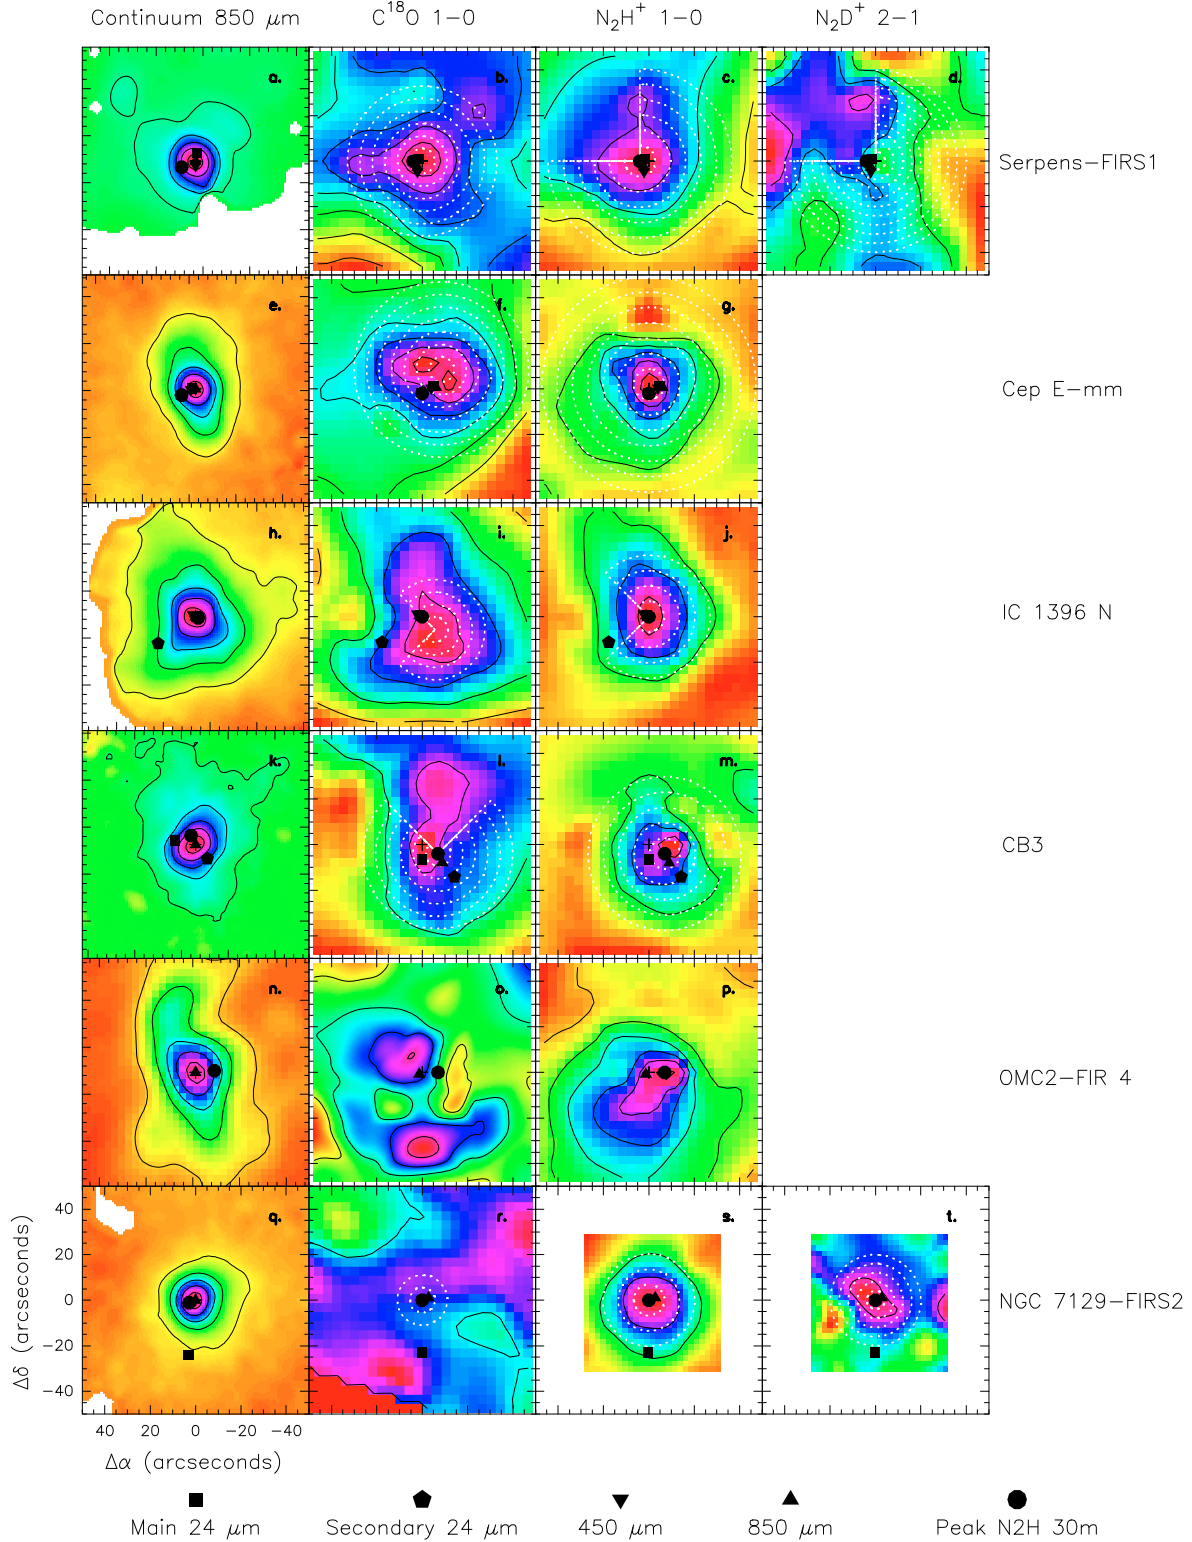 Continuum 850 μm C¹⁸O 1−0 N₂H⁺ 1−0 N₂D⁺ 2−1
a. b. c. d.
Serpens−FIRS1
e. f. g.
Cep E−mm
h. i. j.
IC 1396 N
k. l. m.
CB3
n. o. p.
OMC2−FIR 4
q. r. s. t.
40
20
0
−20
−40
Δδ (arcseconds)
NGC 7129−FIRS2
40 20 0 −20 −40
Δα (arcseconds)
Main 24 μm Secondary 24 μm 450 μm 850 μm Peak N2H 30m